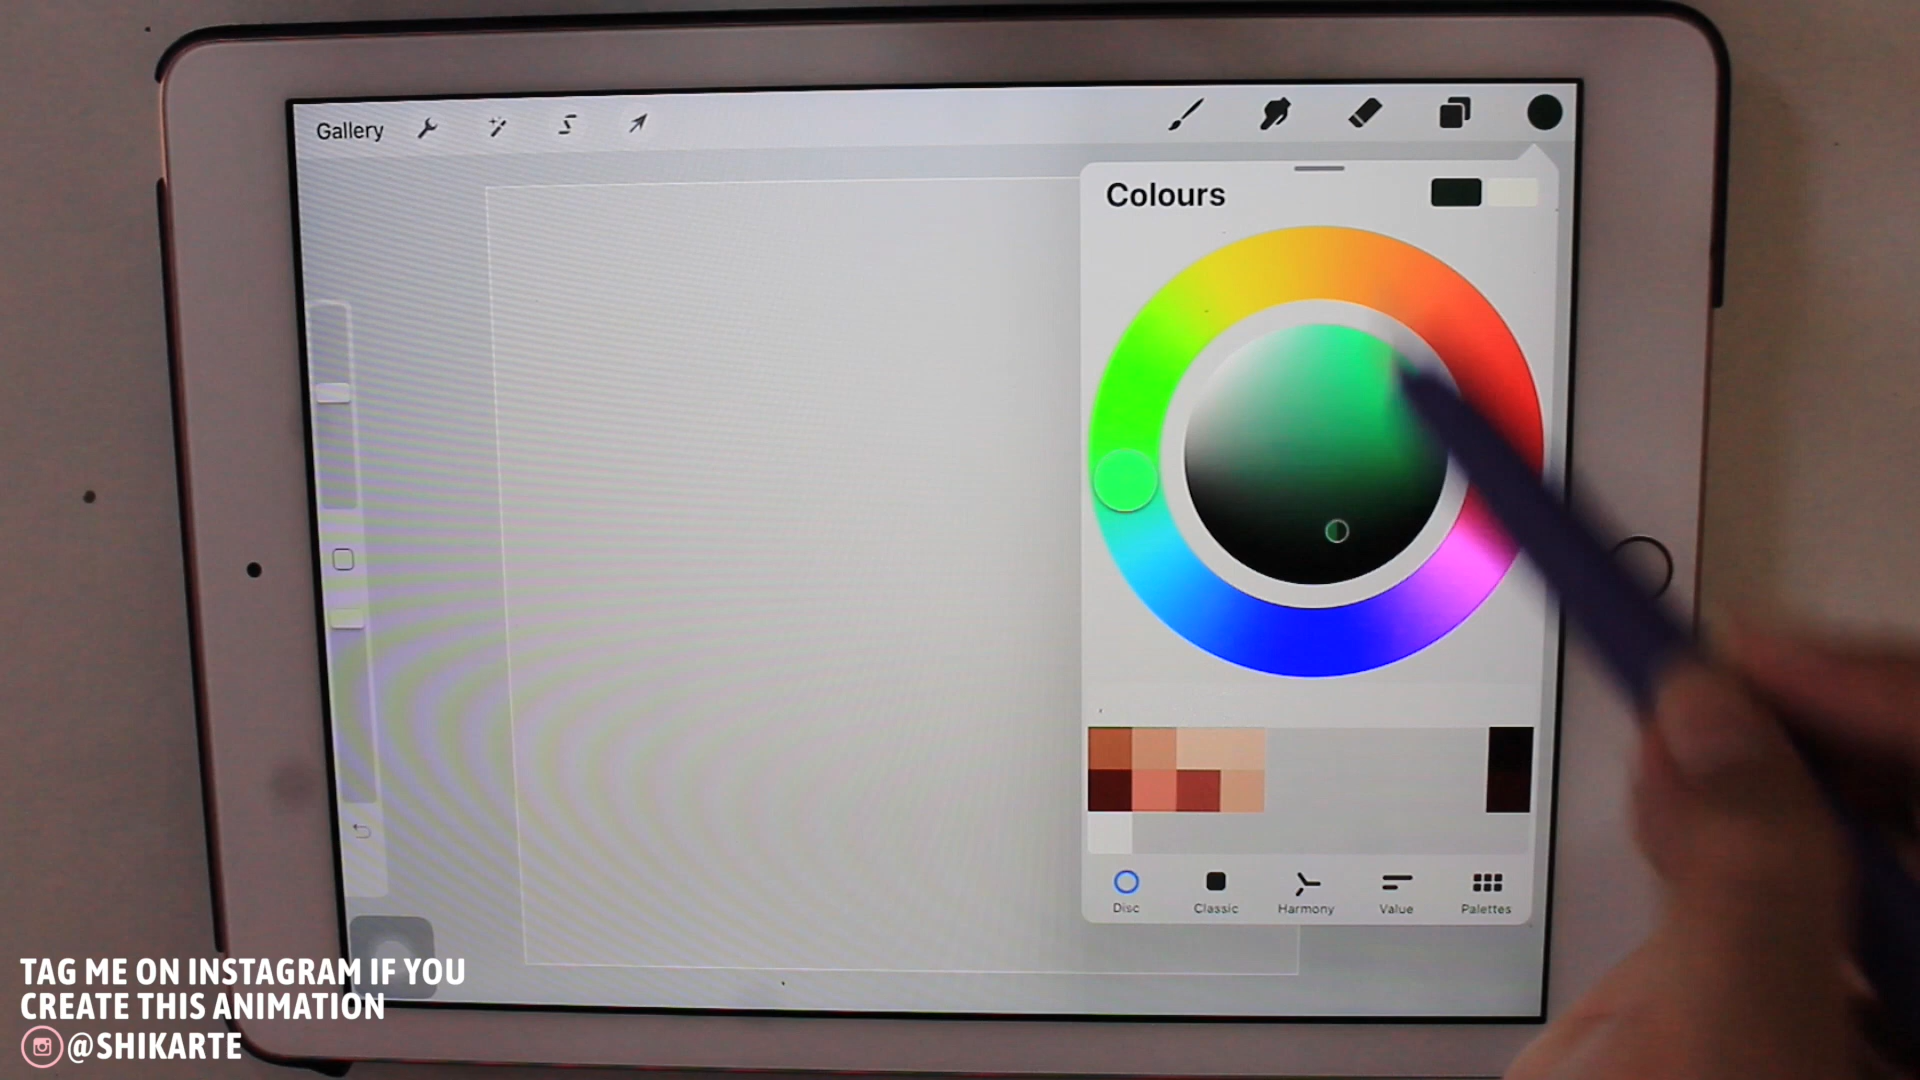 Gallery
Colours
Disc
Classic
Harmony
Value
Palettes
TAG ME ON INSTAGRAM IF YOU
CREATE THIS ANIMATION
@SHIKARTE